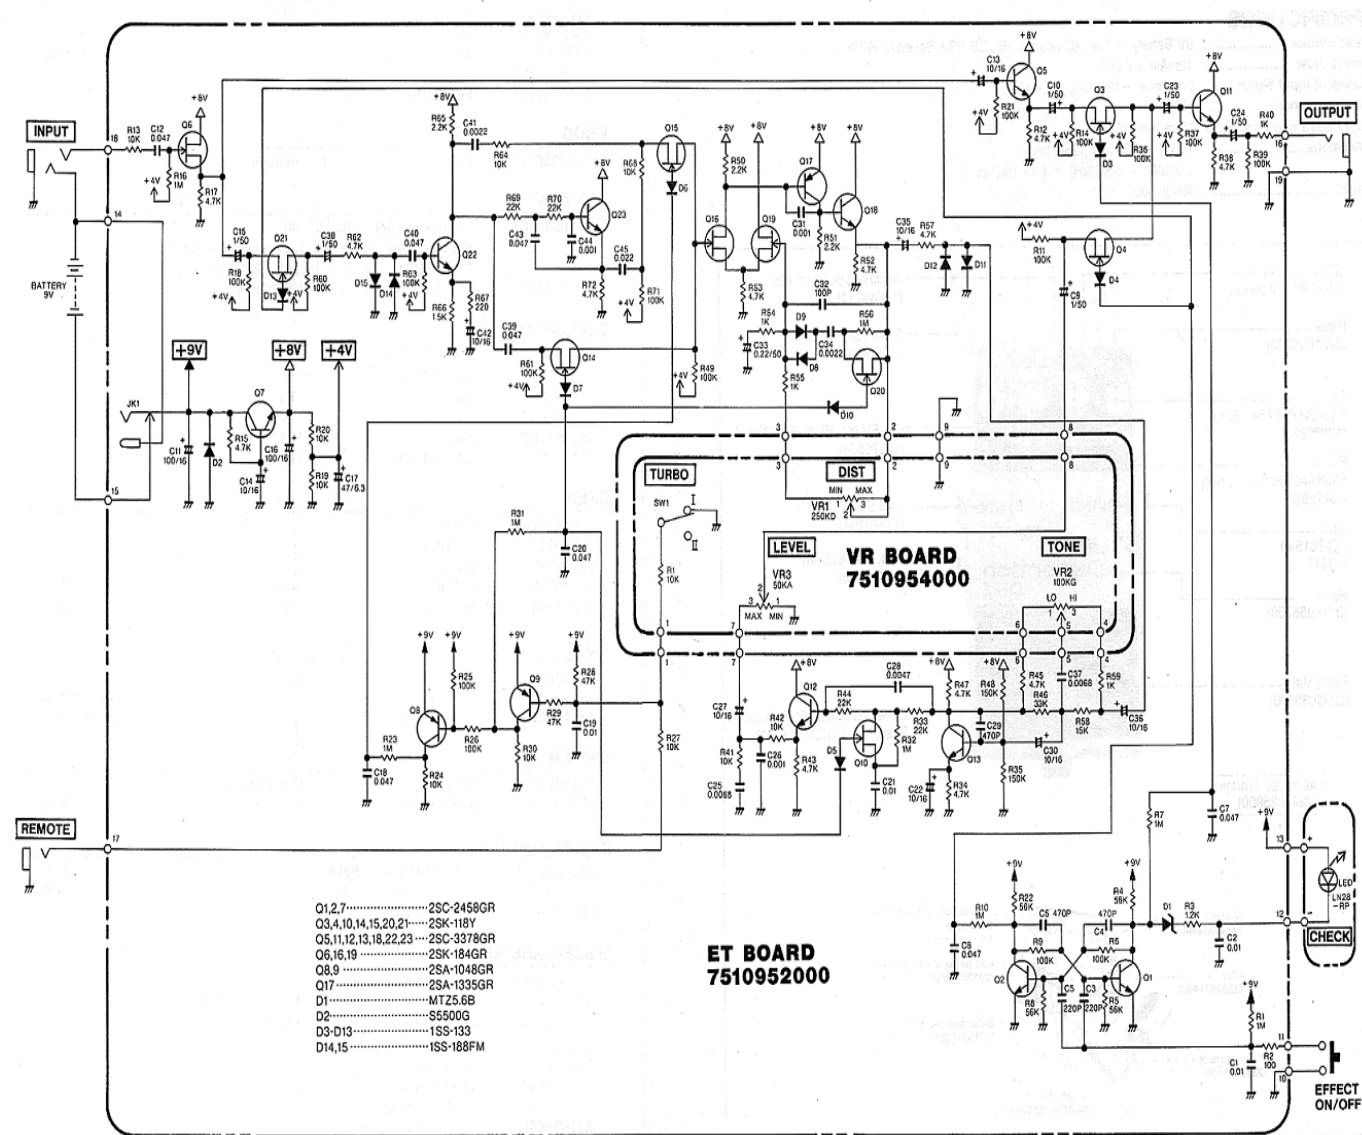 INPUT
OUTPUT
BATTERY
9V
+9V
+8V
+4V
JK1
REMOTE
TURBO
SW1
I
II
DIST
MIN MAX
VR1
250KD
LEVEL
VR3
50KA
MAX MIN
VR BOARD
7510954000
TONE
VR2
100KG
LO HI
ET BOARD
7510952000
CHECK
LED
LN28
-RP
EFFECT
ON/OFF
R13
10K
C12
0.047
Q6
R16
1M
R17
4.7K
C15
1/50
R18
100K
Q21
D13
C38
1/50
R60
100K
R62
4.7K
D15
D14
C40
0.047
R63
100K
R65
2.2K
C41
0.0022
R64
10K
Q22
R66
1.5K
R67
220
C42
10/16
R69
22K
R70
22K
C43
0.047
C44
0.001
Q23
R72
4.7K
C45
0.022
R68
10K
R71
100K
Q15
D6
C39
0.047
R61
100K
Q14
D7
R49
100K
R50
2.2K
Q16
Q19
R53
4.7K
Q17
C31
0.001
R51
2.2K
Q18
R52
4.7K
C35
10/16
R57
4.7K
D12
D11
C32
100P
R54
1K
C33
0.22/50
D9
D8
C34
0.0022
R56
1M
R55
1K
Q20
D10
C13
10/16
Q5
R21
100K
R12
4.7K
C10
1/50
R14
100K
Q3
D3
R36
100K
C23
1/50
R37
100K
Q11
R38
4.7K
C24
1/50
R39
100K
R40
1K
R11
100K
Q4
D4
C9
1/50
C11
100/16
D2
R15
4.7K
Q7
C14
10/16
C16
100/16
R20
10K
R19
10K
C17
47/6.3
R31
1M
C20
0.047
R1
10K
R23
1M
C18
0.047
Q8
R24
10K
R25
100K
R26
100K
Q9
R30
10K
R29
47K
R28
47K
C19
0.01
R27
10K
C27
10/16
R41
10K
C25
0.0068
C26
0.001
R42
10K
Q12
R43
4.7K
R44
22K
C28
0.0047
D5
Q10
R32
1M
C21
0.01
R33
22K
R47
4.7K
Q13
C22
10/16
R34
4.7K
R48
150K
C29
470P
R35
150K
R45
4.7K
R46
33K
C37
0.0068
C30
10/16
R58
15K
R59
1K
C36
10/16
R7
1M
C7
0.047
R10
1M
C6
0.047
R22
56K
C5 470P
470P
C4
R4
56K
R9
100K
R6
100K
Q2
Q1
R8
56K
C5
220P
C3
220P
R5
56K
D1
R3
1.2K
C2
0.01
R1
1M
R2
100
C1
0.01
Q1,2,7 2SC-2458GR
Q3,4,10,14,15,20,21 2SK-118Y
Q5,11,12,13,18,22,23 2SC-3378GR
Q6,16,19 2SK-184GR
Q8,9 2SA-1048GR
Q17 2SA-1335GR
D1 MTZ5.6B
D2 S5500G
D3-D13 1SS-133
D14,15 1SS-188FM